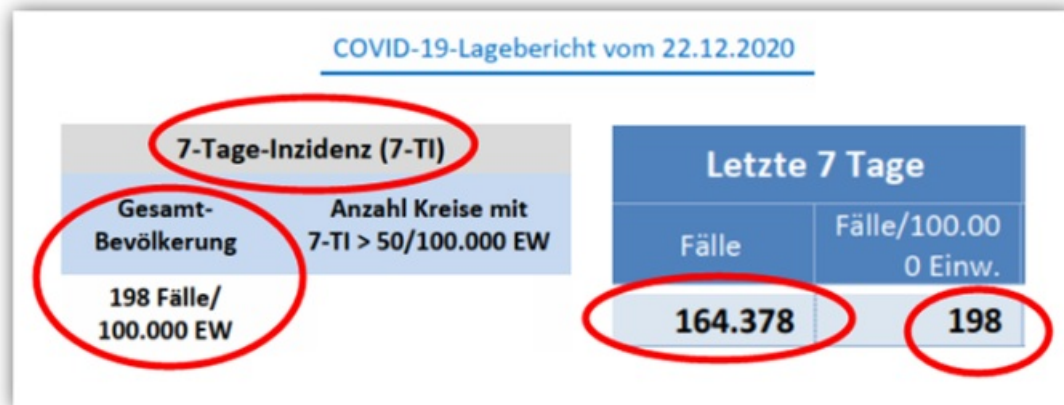 COVID-19-Lagebericht vom 22.12.2020
7-Tage-Inzidenz (7-TI)
Gesamt-
Bevölkerung
Anzahl Kreise mit
7-TI > 50/100.000 EW
198 Fälle/
100.000 EW
Letzte 7 Tage
Fälle
Fälle/100.00
0 Einw.
164.378
198